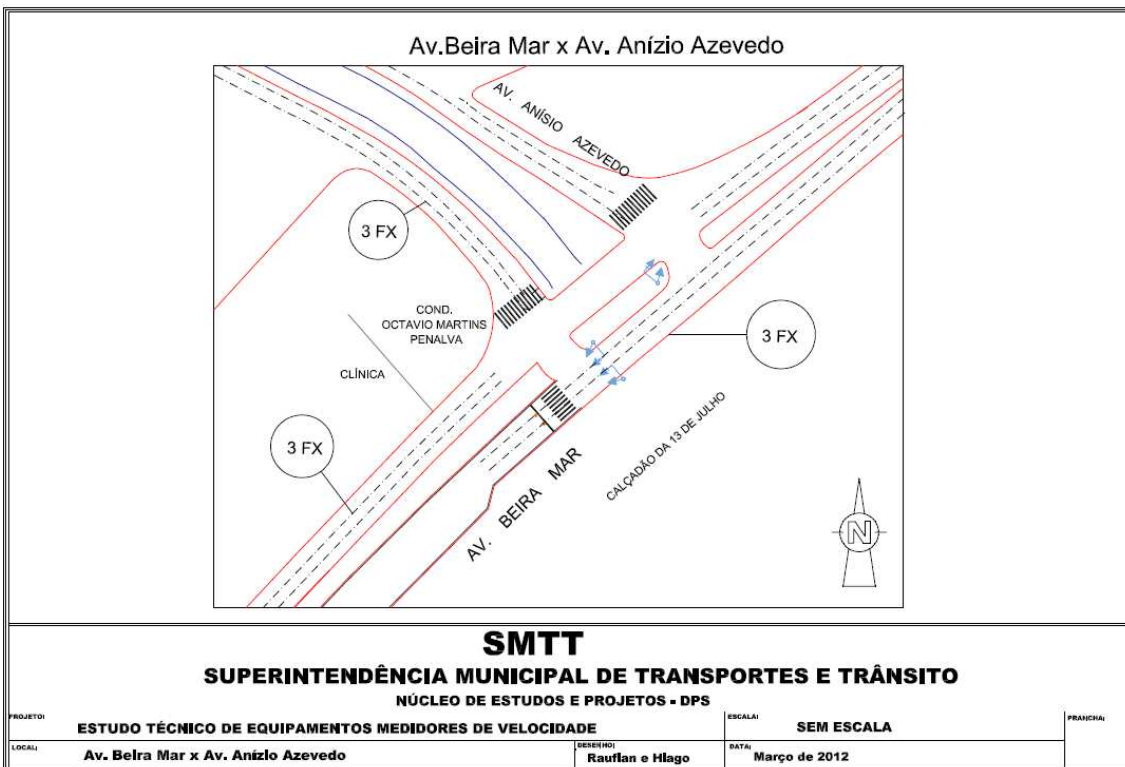 Av.Beira Mar x Av. Anízio Azevedo
AV. ANÍSIO AZEVEDO
3 FX
COND.
OCTAVIO MARTINS
PENALVA
CLÍNICA
3 FX
3 FX
CALÇADÃO DA 13 DE JULHO
AV. BEIRA MAR
N
SMTT
SUPERINTENDÊNCIA MUNICIPAL DE TRANSPORTES E TRÂNSITO
NÚCLEO DE ESTUDOS E PROJETOS - DPS
PROJETO: ESTUDO TÉCNICO DE EQUIPAMENTOS MEDIDORES DE VELOCIDADE
ESCALA: SEM ESCALA
PRANCHA:
LOCAL: Av. Beira Mar x Av. Anízio Azevedo
DESENHO: Rauflan e Hiago
DATA: Março de 2012